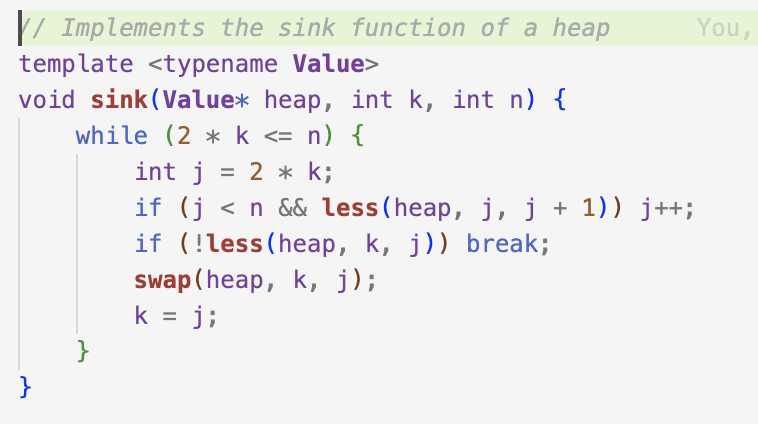 // Implements the sink function of a heap You,
template <typename Value>
void sink(Value* heap, int k, int n) {
    while (2 * k <= n) {
        int j = 2 * k;
        if (j < n && less(heap, j, j + 1)) j++;
        if (!less(heap, k, j)) break;
        swap(heap, k, j);
        k = j;
    }
}